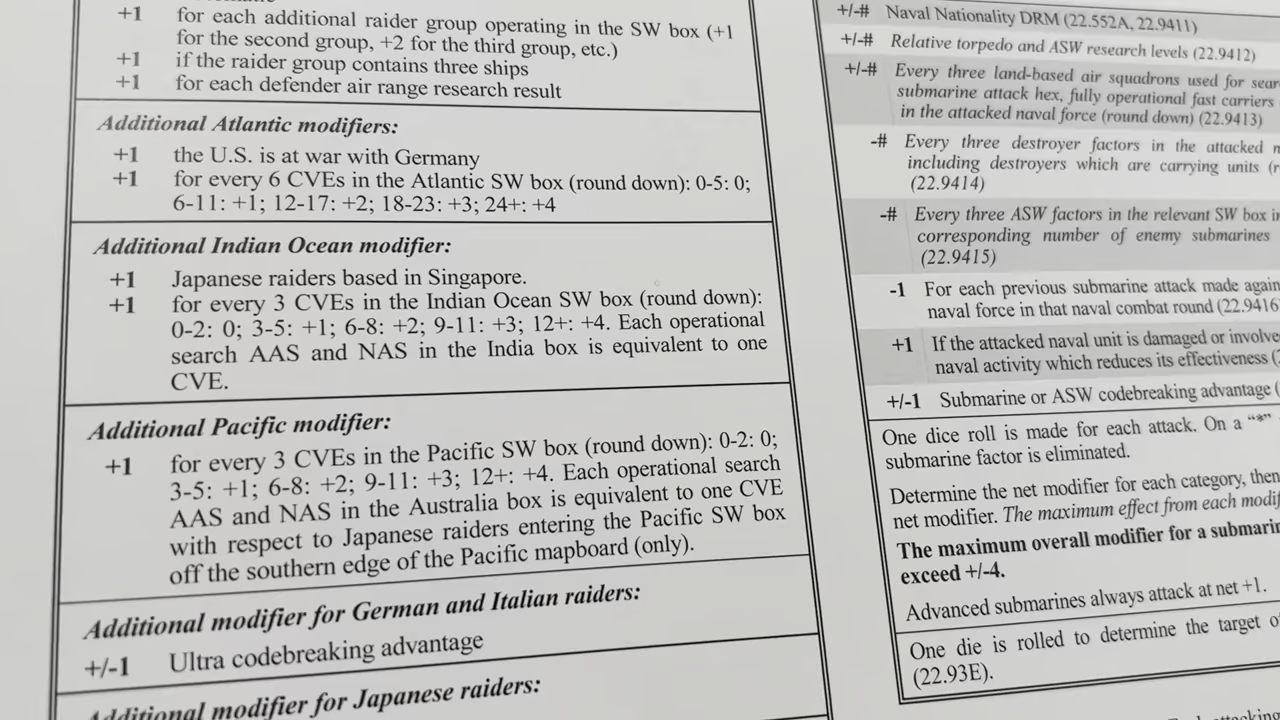 +1 for each additional raider group operating in the SW box (+1
for the second group, +2 for the third group, etc.)
+1 if the raider group contains three ships
+1 for each defender air range research result
Additional Atlantic modifiers:
+1 the U.S. is at war with Germany
+1 for every 6 CVEs in the Atlantic SW box (round down): 0-5: 0;
6-11: +1; 12-17: +2; 18-23: +3; 24+: +4
Additional Indian Ocean modifier:
+1 Japanese raiders based in Singapore.
+1 for every 3 CVEs in the Indian Ocean SW box (round down):
0-2: 0; 3-5: +1; 6-8: +2; 9-11: +3; 12+: +4. Each operational
search AAS and NAS in the India box is equivalent to one
CVE.
Additional Pacific modifier:
+1 for every 3 CVEs in the Pacific SW box (round down): 0-2: 0;
3-5: +1; 6-8: +2; 9-11: +3; 12+: +4. Each operational search
AAS and NAS in the Australia box is equivalent to one CVE
with respect to Japanese raiders entering the Pacific SW box
off the southern edge of the Pacific mapboard (only).
Additional modifier for German and Italian raiders:
+/-1 Ultra codebreaking advantage
Additional modifier for Japanese raiders:
+/-# Naval Nationality DRM (22.552A, 22.9411)
+/-# Relative torpedo and ASW research levels (22.9412)
+/-# Every three land-based air squadrons used for
submarine attack hex, fully operational fast carriers
in the attacked naval force (round down) (22.9413)
-# Every three destroyer factors in the attacked
including destroyers which are carrying units
(22.9414)
-# Every three ASW factors in the relevant SW box
corresponding number of enemy submarines
(22.9415)
-1 For each previous submarine attack made
naval force in that naval combat round (22.9416
+1 If the attacked naval unit is damaged or
naval activity which reduces its effectiveness
+/-1 Submarine or ASW codebreaking advantage (
One dice roll is made for each attack. On a “*”
submarine factor is eliminated.
Determine the net modifier for each category, then
net modifier. The maximum effect from each
The maximum overall modifier for a
exceed +/-4.
Advanced submarines always attack at net +1.
One die is rolled to determine the target
(22.93E).